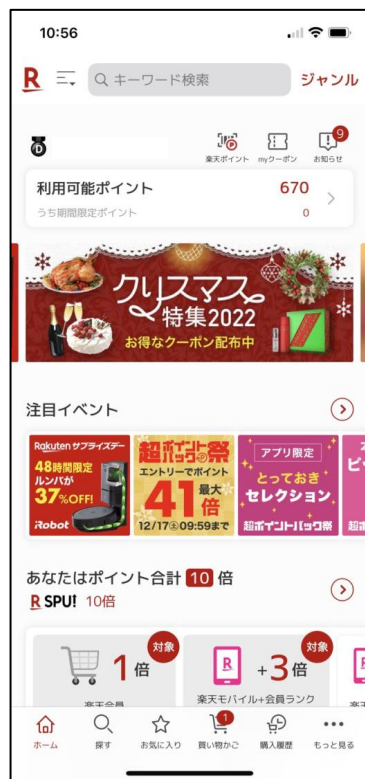 10:56
R
キーワード検索
ジャンル
D
9
楽天ポイント
myクーポン
お知らせ
利用可能ポイント
670
うち期間限定ポイント
0
クリスマス
特集2022
お得なクーポン配布中
注目イベント
Rakuten サプライズデー
48時間限定
ルンバが
37%OFF!
iRobot
超ポイントバックの祭
エントリーでポイント
最大
41倍
12/17㊏09:59まで
アプリ限定
とっておき
セレクション
超ポイントバック祭
あなたはポイント合計 10 倍
R SPU! 10倍
対象
1倍
楽天会員
対象
R
+3倍
楽天モバイル+会員ランク
ホーム
探す
お気に入り
1
買い物かご
購入履歴
もっと見る